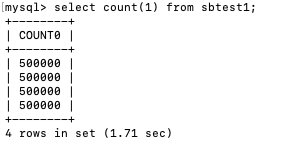 [mysql> select count(1) from sbtest1;
+--------+
| COUNT0 |
+--------+
| 500000 |
| 500000 |
| 500000 |
| 500000 |
+--------+
4 rows in set (1.71 sec)